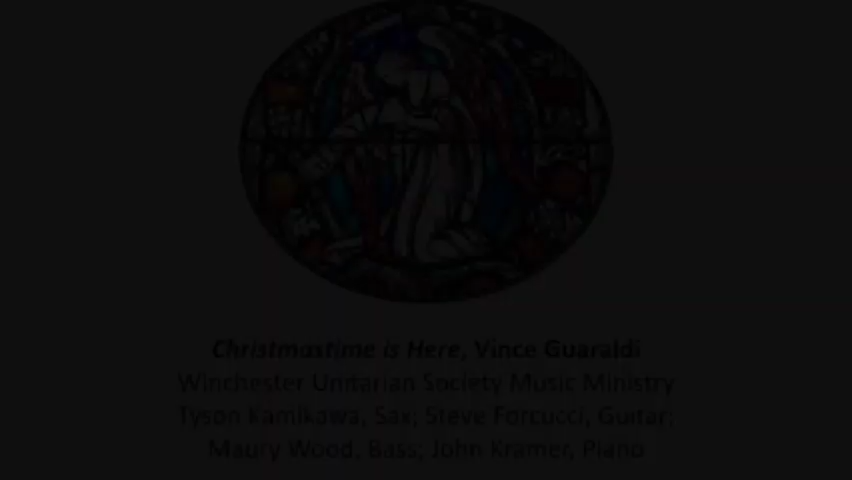 Christmastime is Here, Vince Guaraldi
Winchester Unitarian Society Music Ministry
Tyson Kamikawa, Sax; Steve Forcucci, Guitar;
Maury Wood, Bass; John Kramer, Piano